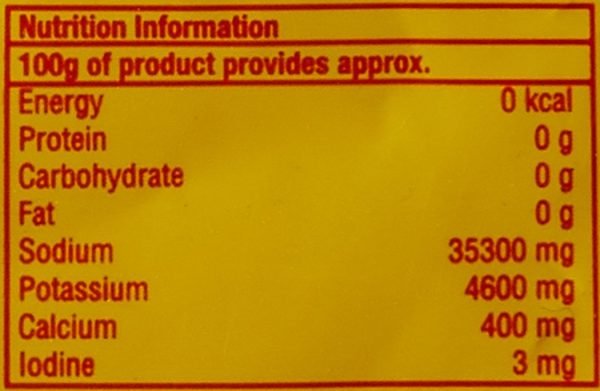 Nutrition Information
100g of product provides approx.
Energy 0 kcal
Protein 0 g
Carbohydrate 0 g
Fat 0 g
Sodium 35300 mg
Potassium 4600 mg
Calcium 400 mg
Iodine 3 mg